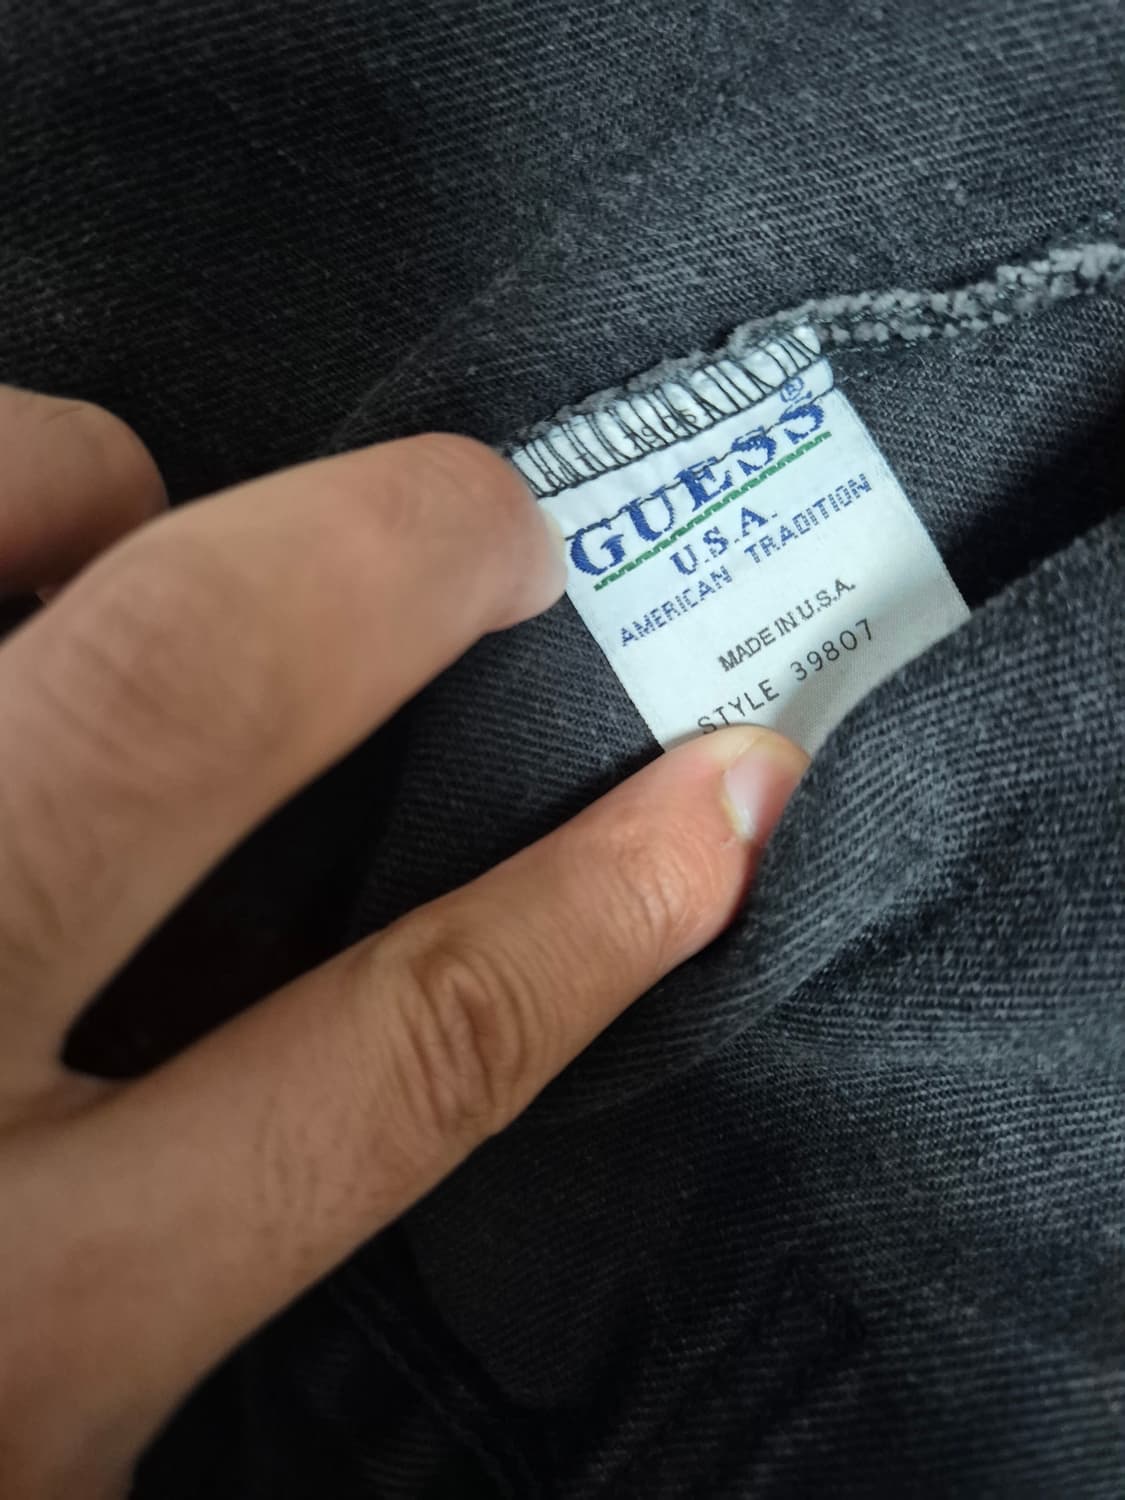 GUESS®
U.S.A.
AMERICAN TRADITION
MADE IN U.S.A.
STYLE 39807